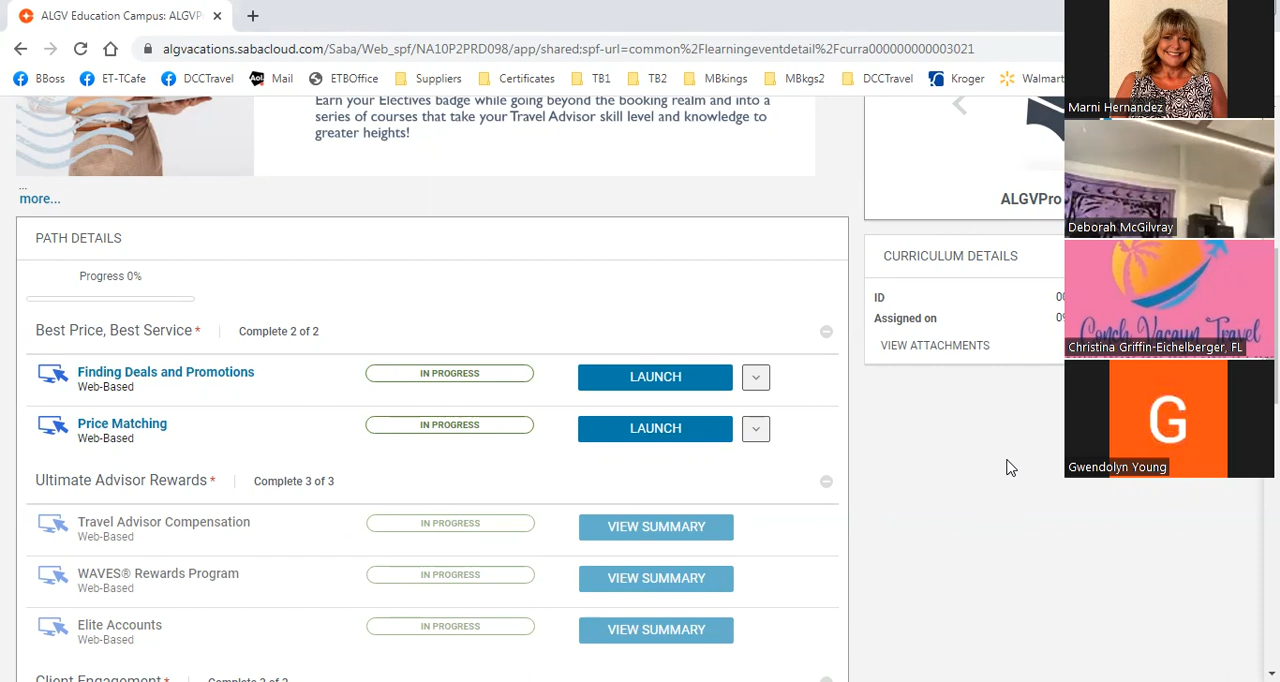 ALGV Education Campus: ALGVP
algvacations.sabacloud.com/Saba/Web_spf/NA10P2PRD098/app/shared;spf-url=common%2Flearningeventdetail%2Fcurra000000000003021
BBoss
ET-TCafe
DCCTravel
Aol.
Mail
ETBOffice
Suppliers
Certificates
TB1
TB2
MBkings
MBkgs2
DCCTravel
Kroger
Walmart
Earn your Electives badge while going beyond the booking realm and into a
series of courses that take your Travel Advisor skill level and knowledge to
greater heights!
...
more...
ALGVPro
PATH DETAILS
Progress 0%
Best Price, Best Service *
Complete 2 of 2
Finding Deals and Promotions
Web-Based
IN PROGRESS
LAUNCH
Price Matching
Web-Based
IN PROGRESS
LAUNCH
Ultimate Advisor Rewards *
Complete 3 of 3
Travel Advisor Compensation
Web-Based
IN PROGRESS
VIEW SUMMARY
WAVES® Rewards Program
Web-Based
IN PROGRESS
VIEW SUMMARY
Elite Accounts
Web-Based
IN PROGRESS
VIEW SUMMARY
Client Engagement *
CURRICULUM DETAILS
ID
Assigned on
VIEW ATTACHMENTS
Marni Hernandez
Deborah McGilvray
Conch Vacayun Travel
Christina Griffin-Eichelberger, FL
G
Gwendolyn Young